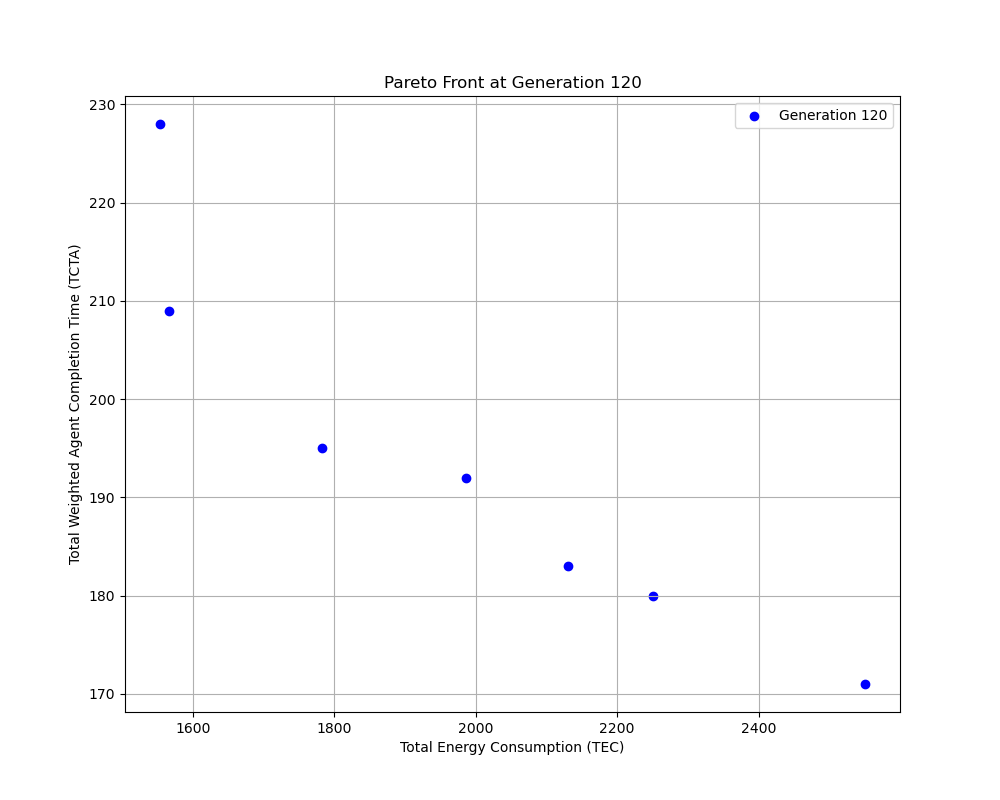 Pareto Front at Generation 120
Generation 120
Total Weighted Agent Completion Time (TCTA)
230
220
210
200
190
180
170
1600 1800 2000 2200 2400
Total Energy Consumption (TEC)